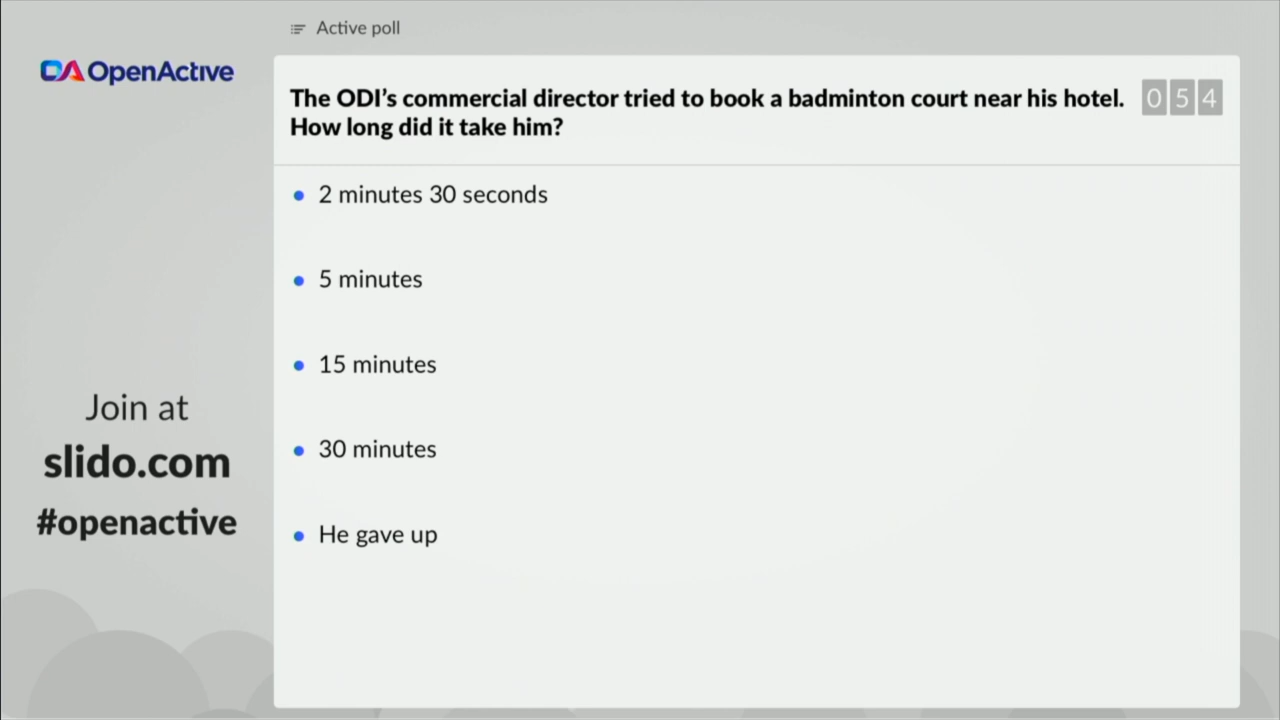 Active poll
OA OpenActive
The ODI’s commercial director tried to book a badminton court near his hotel.
How long did it take him?
054
2 minutes 30 seconds
5 minutes
15 minutes
30 minutes
He gave up
Join at
slido.com
#openactive